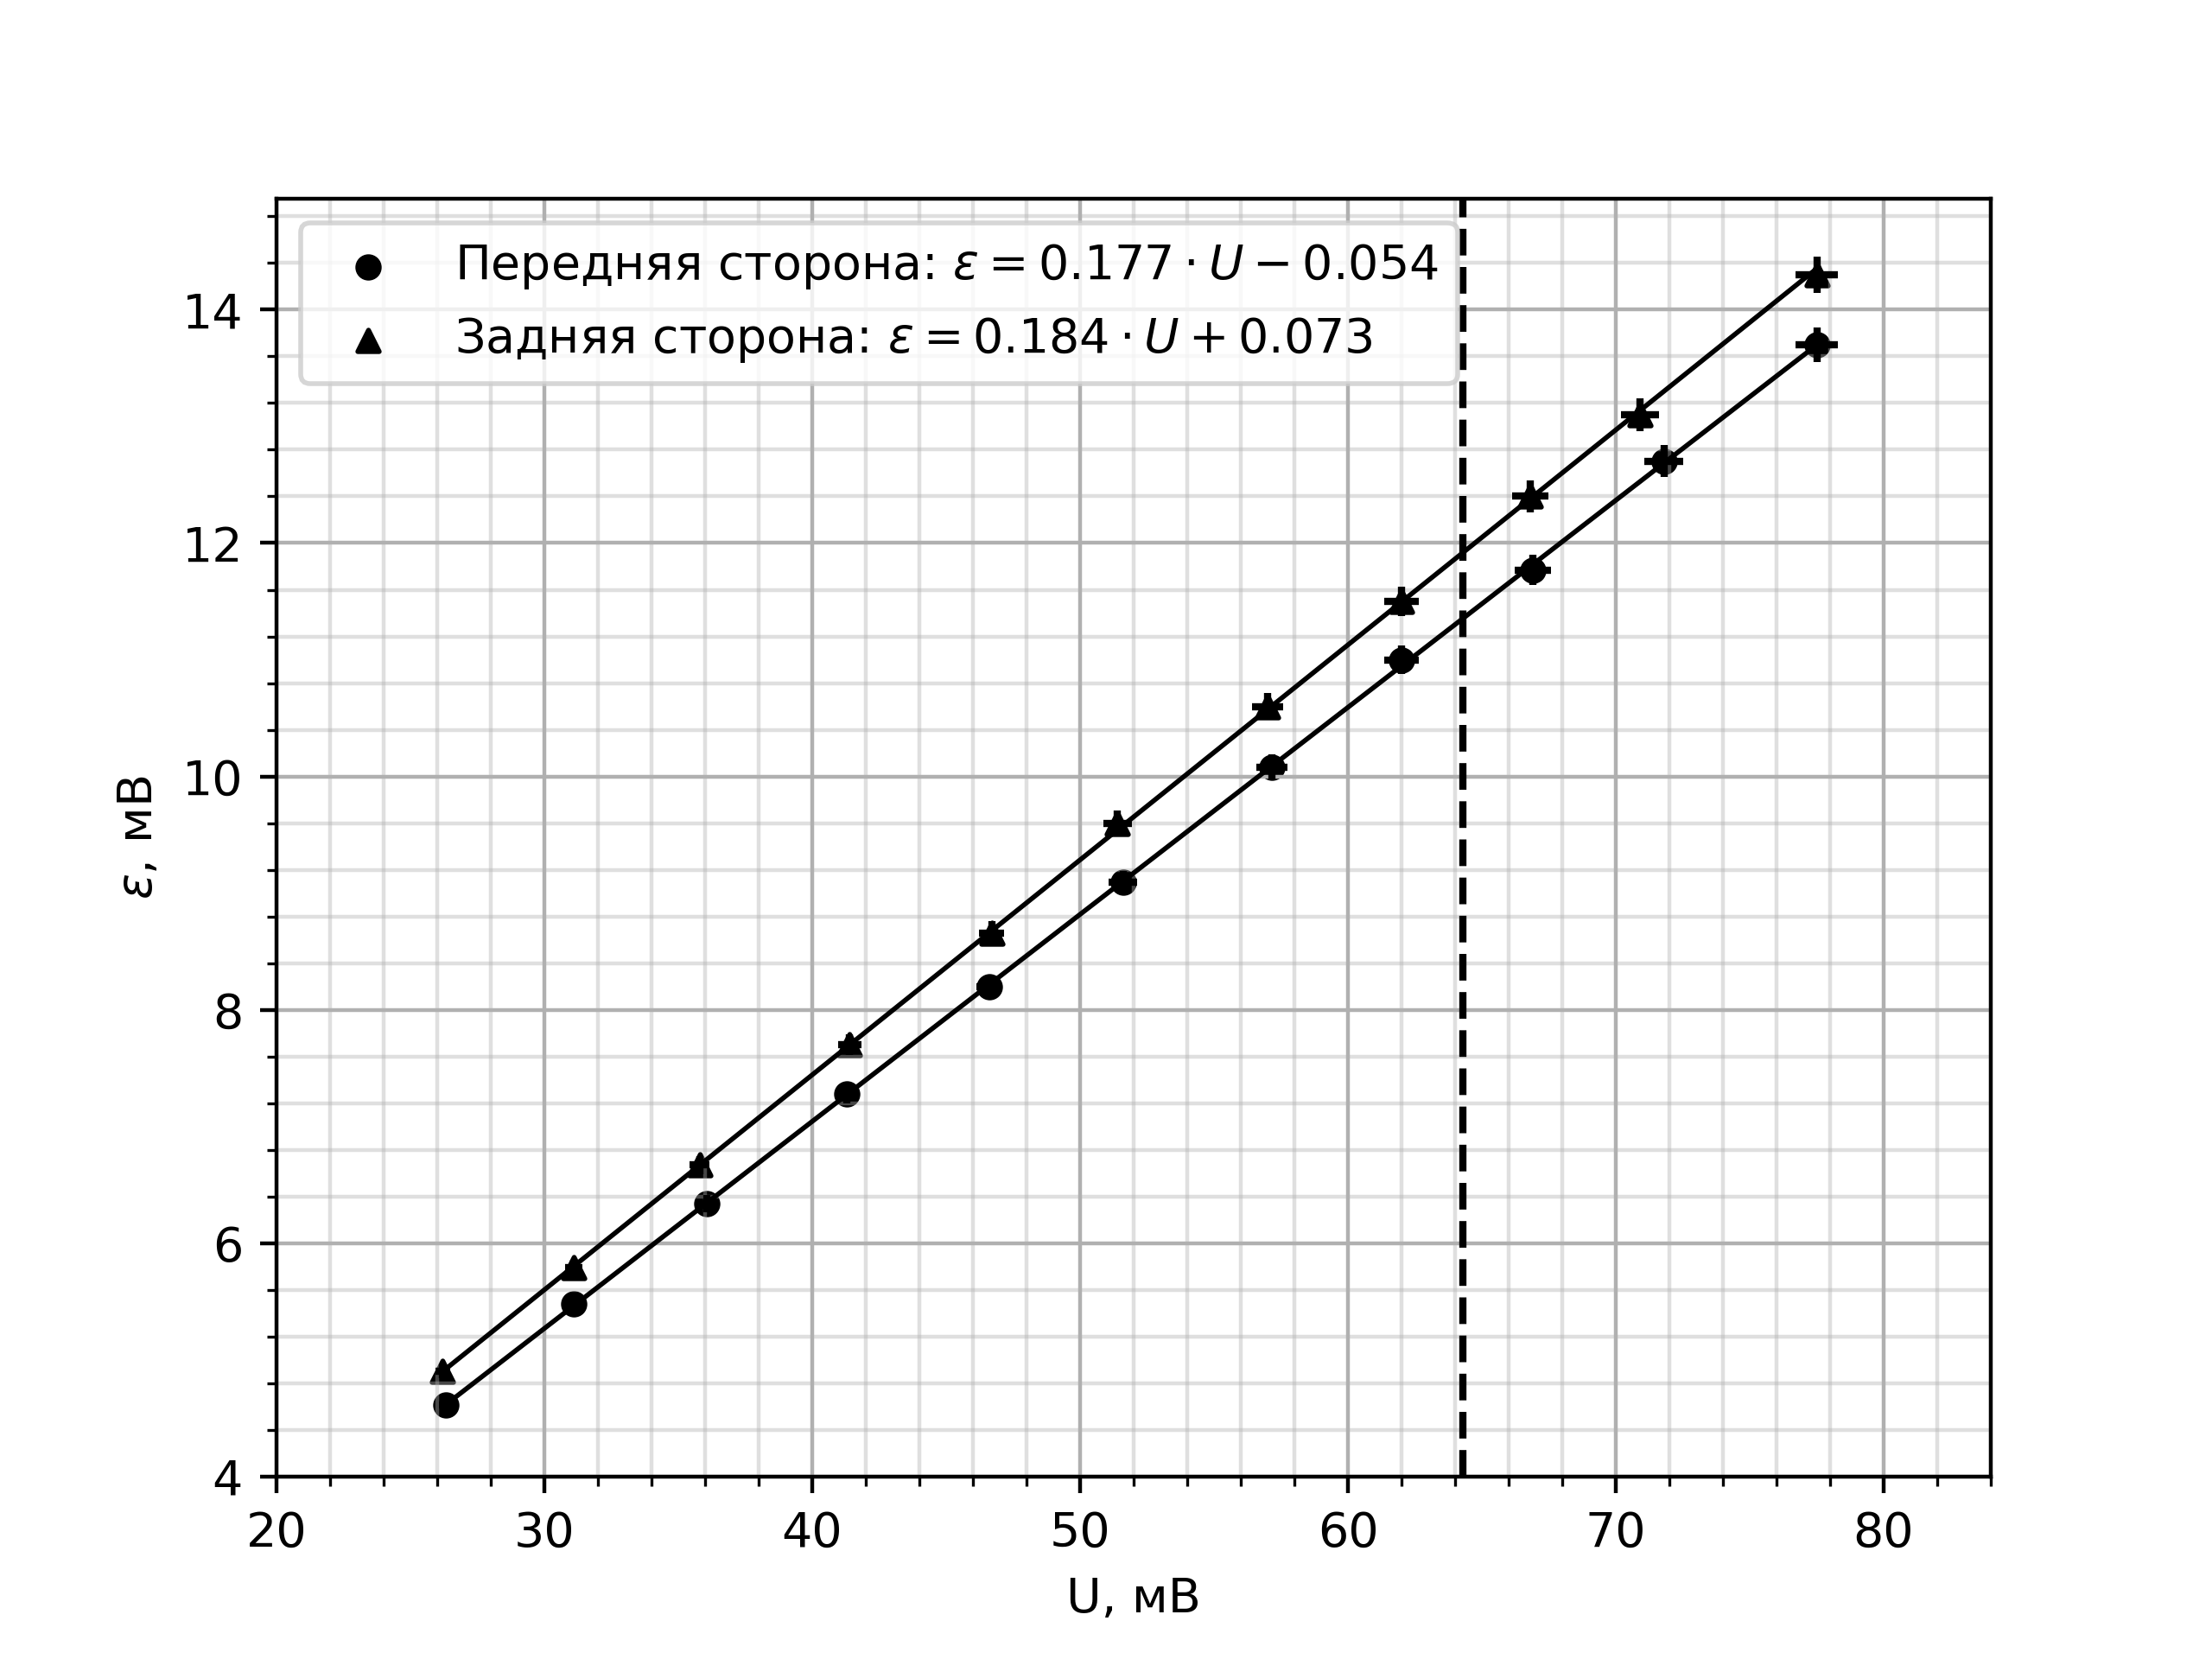 Передняя сторона: ε = 0.177 · U − 0.054
Задняя сторона: ε = 0.184 · U + 0.073
14
12
10
8
6
4
ε, мВ
20 30 40 50 60 70 80
U, мВ